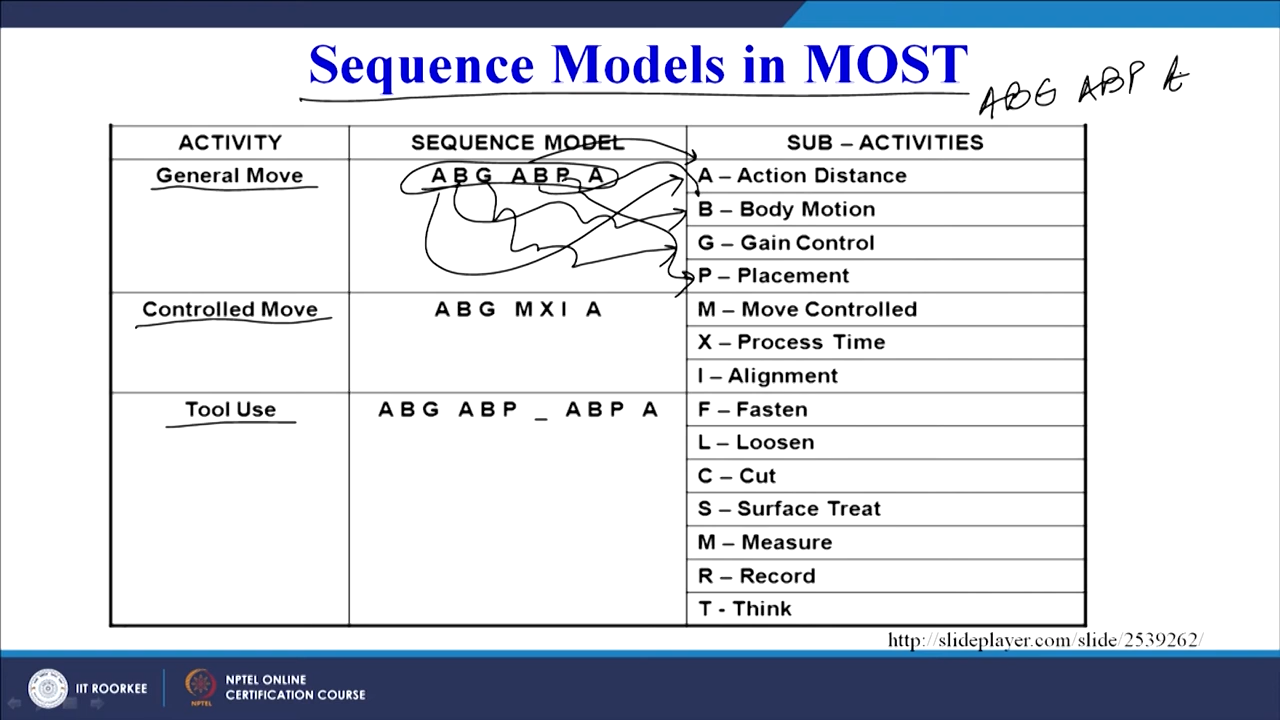 Sequence Models in MOST
ABG ABP A
ACTIVITY SEQUENCE MODEL SUB – ACTIVITIES
General Move A B G A B P A A – Action Distance
B – Body Motion
G – Gain Control
P – Placement
Controlled Move A B G M X I A M – Move Controlled
X – Process Time
I – Alignment
Tool Use A B G A B P _ A B P A F – Fasten
L – Loosen
C – Cut
S – Surface Treat
M – Measure
R – Record
T - Think
http://slideplayer.com/slide/2539262/
IIT ROORKEE
NPTEL
NPTEL ONLINE
CERTIFICATION COURSE